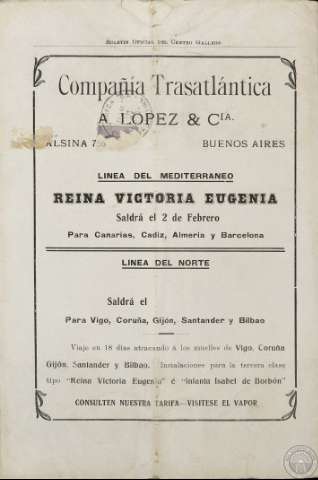 BOLETIN OFICIAL DEL CENTRO GALLEGO
Compañía Trasatlántica
A. LOPEZ & CIA.
ALSINA BUENOS AIRES
LINEA DEL MEDITERRANEO
REINA VICTORIA EUGENIA
Saldrá el 2 de Febrero
Para Canarias, Cadiz, Almeria y Barcelona
LINEA DEL NORTE
Saldrá el
Para Vigo, Coruña, Gijón, Santander y Bilbao
Viaje en 18 dias atracando á los muelles de Vigo, Coruña
Gijón, Santander y Bilbao. Instalaciones para la tercera clase
tipo "Reina Victoria Eugenia" é "Infanta Isabel de Borbón"
CONSULTEN NUESTRA TARIFA—VISITESE EL VAPOR